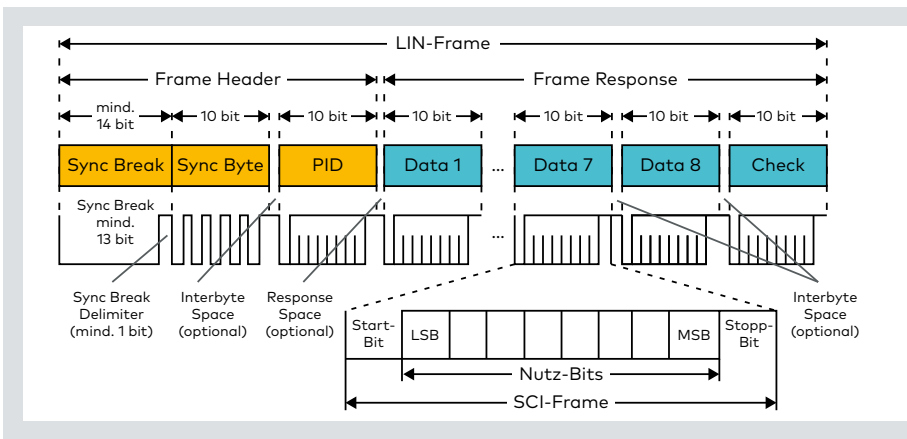 LIN-Frame
Frame Header
Frame Response
mind.
14 bit
10 bit
10 bit
10 bit
10 bit
10 bit
10 bit
Sync Break
Sync Byte
PID
Data 1
...
Data 7
Data 8
Check
Sync Break
mind.
13 bit
...
Sync Break
Delimiter
(mind. 1 bit)
Interbyte
Space
(optional)
Response
Space
(optional)
Interbyte
Space
(optional)
Start-
Bit
LSB
MSB
Stopp-
Bit
Nutz-Bits
SCI-Frame